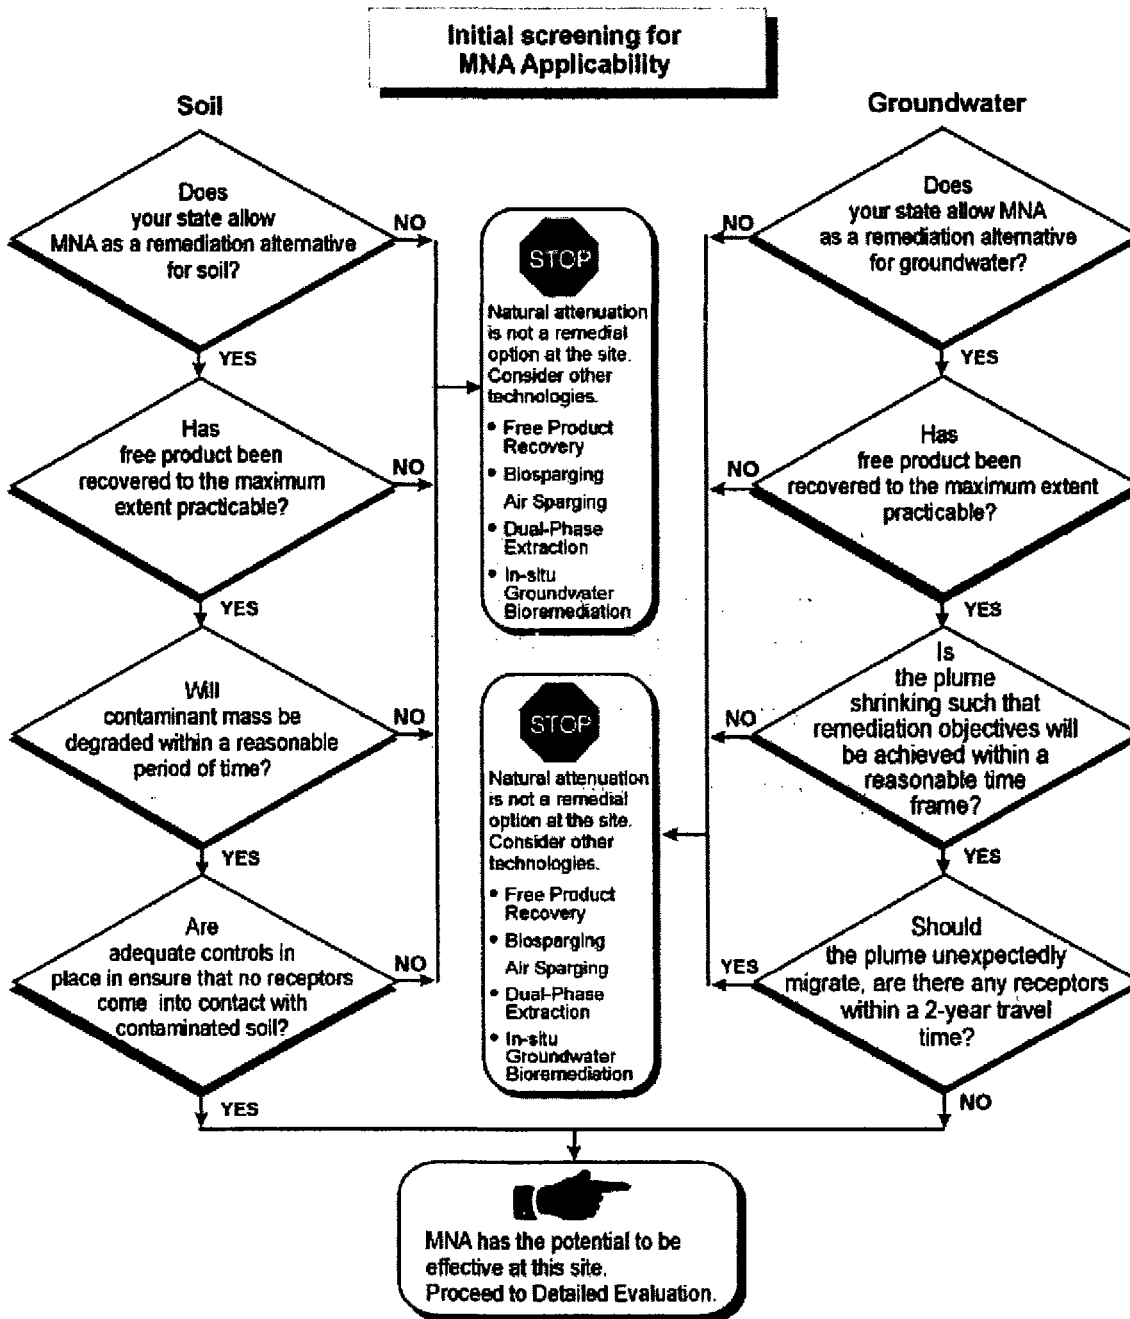 Initial screening for
MNA Applicability
Soil
Does
your state allow
MNA as a remediation alternative
for soil?
NO
YES
Has
free product been
recovered to the maximum
extent practicable?
NO
YES
Will
contaminant mass be
degraded within a reasonable
period of time?
NO
YES
Are
adequate controls in
place in ensure that no receptors
come into contact with
contaminated soil?
NO
YES
STOP
Natural attenuation
is not a remedial
option at the site.
Consider other
technologies.
• Free Product
Recovery
• Biosparging
Air Sparging
• Dual-Phase
Extraction
• In-situ
Groundwater
Bioremediation
STOP
Natural attenuation
is not a remedial
option at the site.
Consider other
technologies.
• Free Product
Recovery
• Biosparging
Air Sparging
• Dual-Phase
Extraction
• In-situ
Groundwater
Bioremediation
Groundwater
Does
your state allow MNA
as a remediation alternative
for groundwater?
NO
YES
Has
free product been
recovered to the maximum extent
practicable?
NO
YES
Is
the plume
shrinking such that
remediation objectives will
be achieved within a
reasonable time
frame?
NO
YES
Should
the plume unexpectedly
migrate, are there any receptors
within a 2-year travel
time?
YES
NO
MNA has the potential to be
effective at this site.
Proceed to Detailed Evaluation.